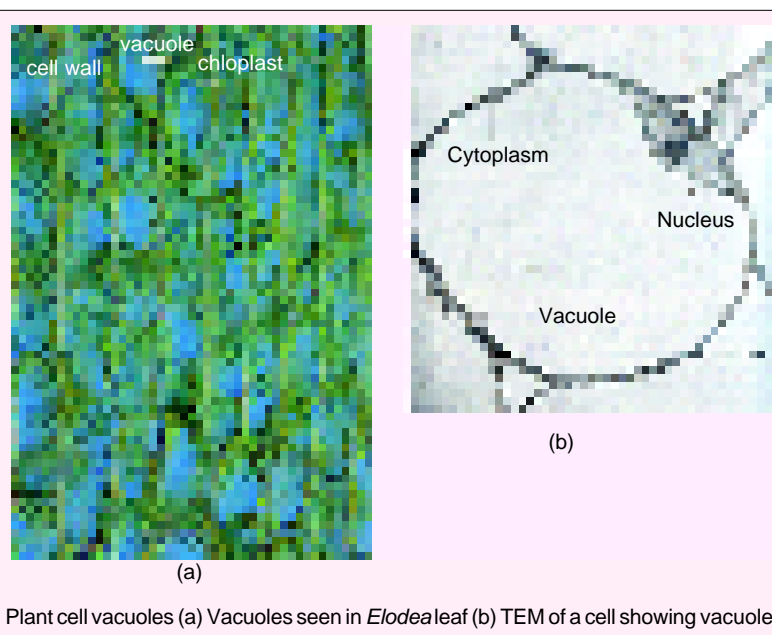 vacuole
cell wall chloplast
Cytoplasm
Nucleus
Vacuole
(b)
(a)
Plant cell vacuoles (a) Vacuoles seen in Elodea leaf (b) TEM of a cell showing vacuole